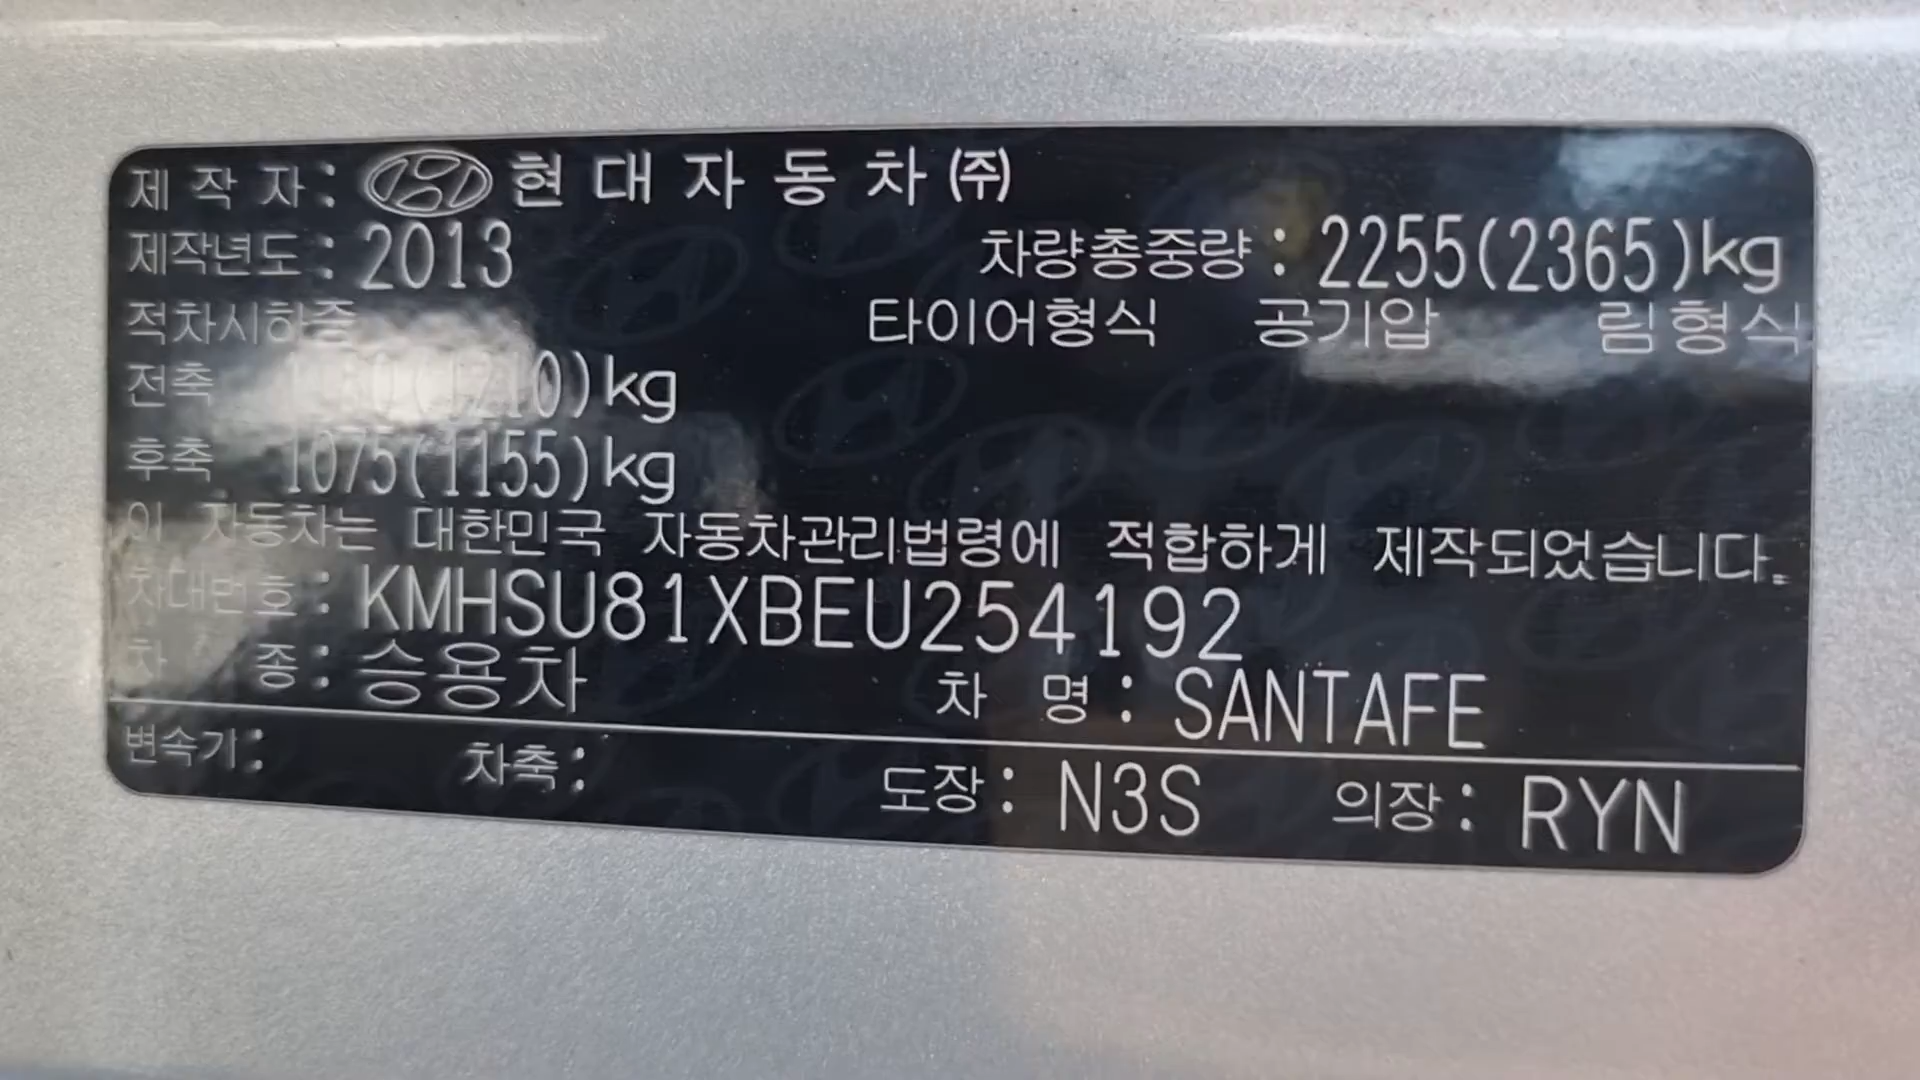 제 작 자 : 현 대 자 동 차 ㈜
제작년도 : 2013 차량총중량 : 2255(2365)kg
적차시하중 타이어형식 공기압 림형식
전축 kg
후축 1075(1155)kg
이 자동차는 대한민국 자동차관리법령에 적합하게 제작되었습니다.
차대번호 : KMHSU81XBEU254192
차 종 : 승용차 차 명 : SANTAFE
변속기 : 차축 : 도장 : N3S 의장 : RYN